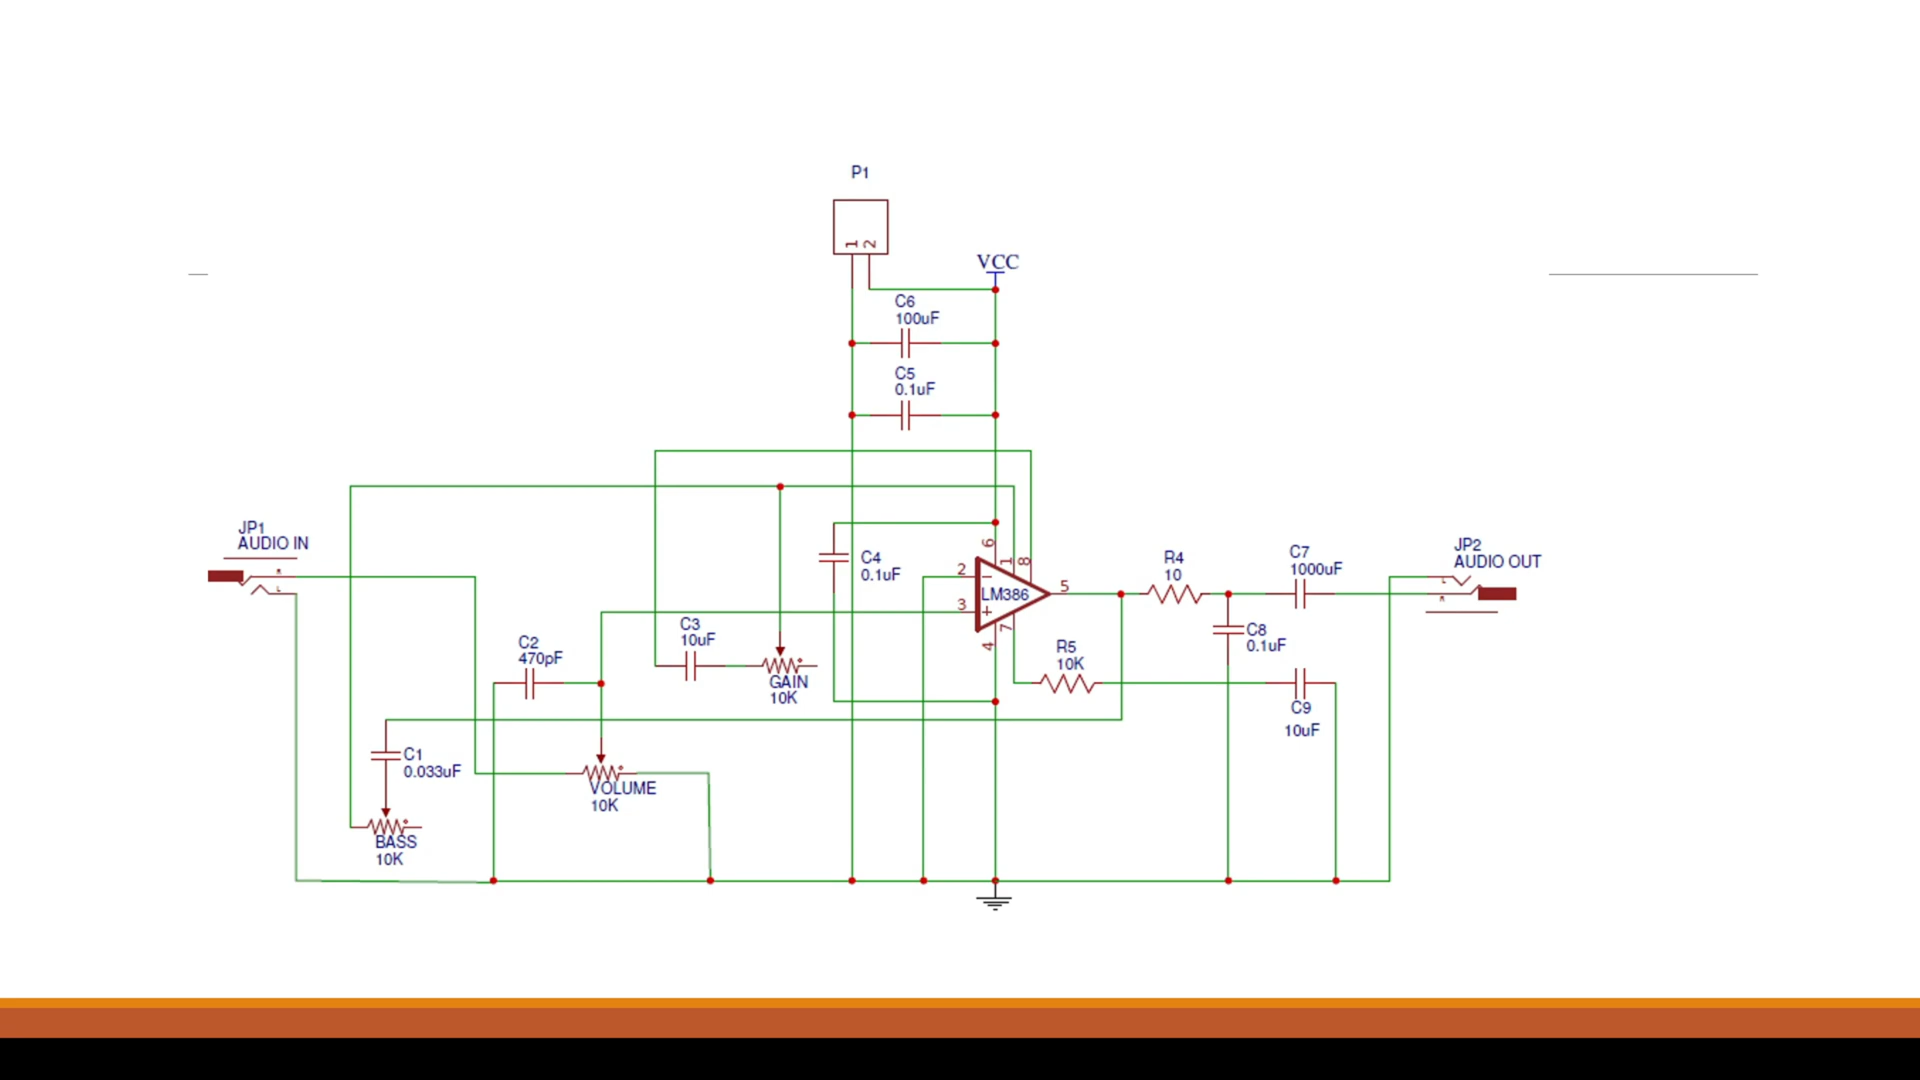 P1
1 2
VCC
C6
100uF
C5
0.1uF
JP1
AUDIO IN
R
L
C4
0.1uF
6
1
8
2
3
LM386
5
7
4
R4
10
C7
1000uF
JP2
AUDIO OUT
L
R
C8
0.1uF
C3
10uF
C2
470pF
GAIN
10K
R5
10K
C9
10uF
C1
0.033uF
VOLUME
10K
BASS
10K